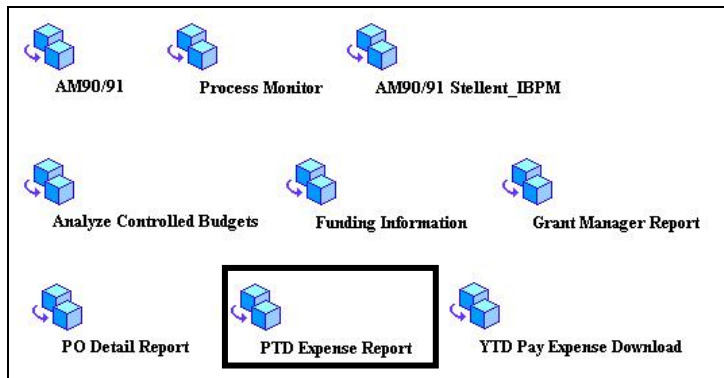 AM90/91
Process Monitor
AM90/91 Stellent_IBPM
Analyze Controlled Budgets
Funding Information
Grant Manager Report
PO Detail Report
PTD Expense Report
YTD Pay Expense Download